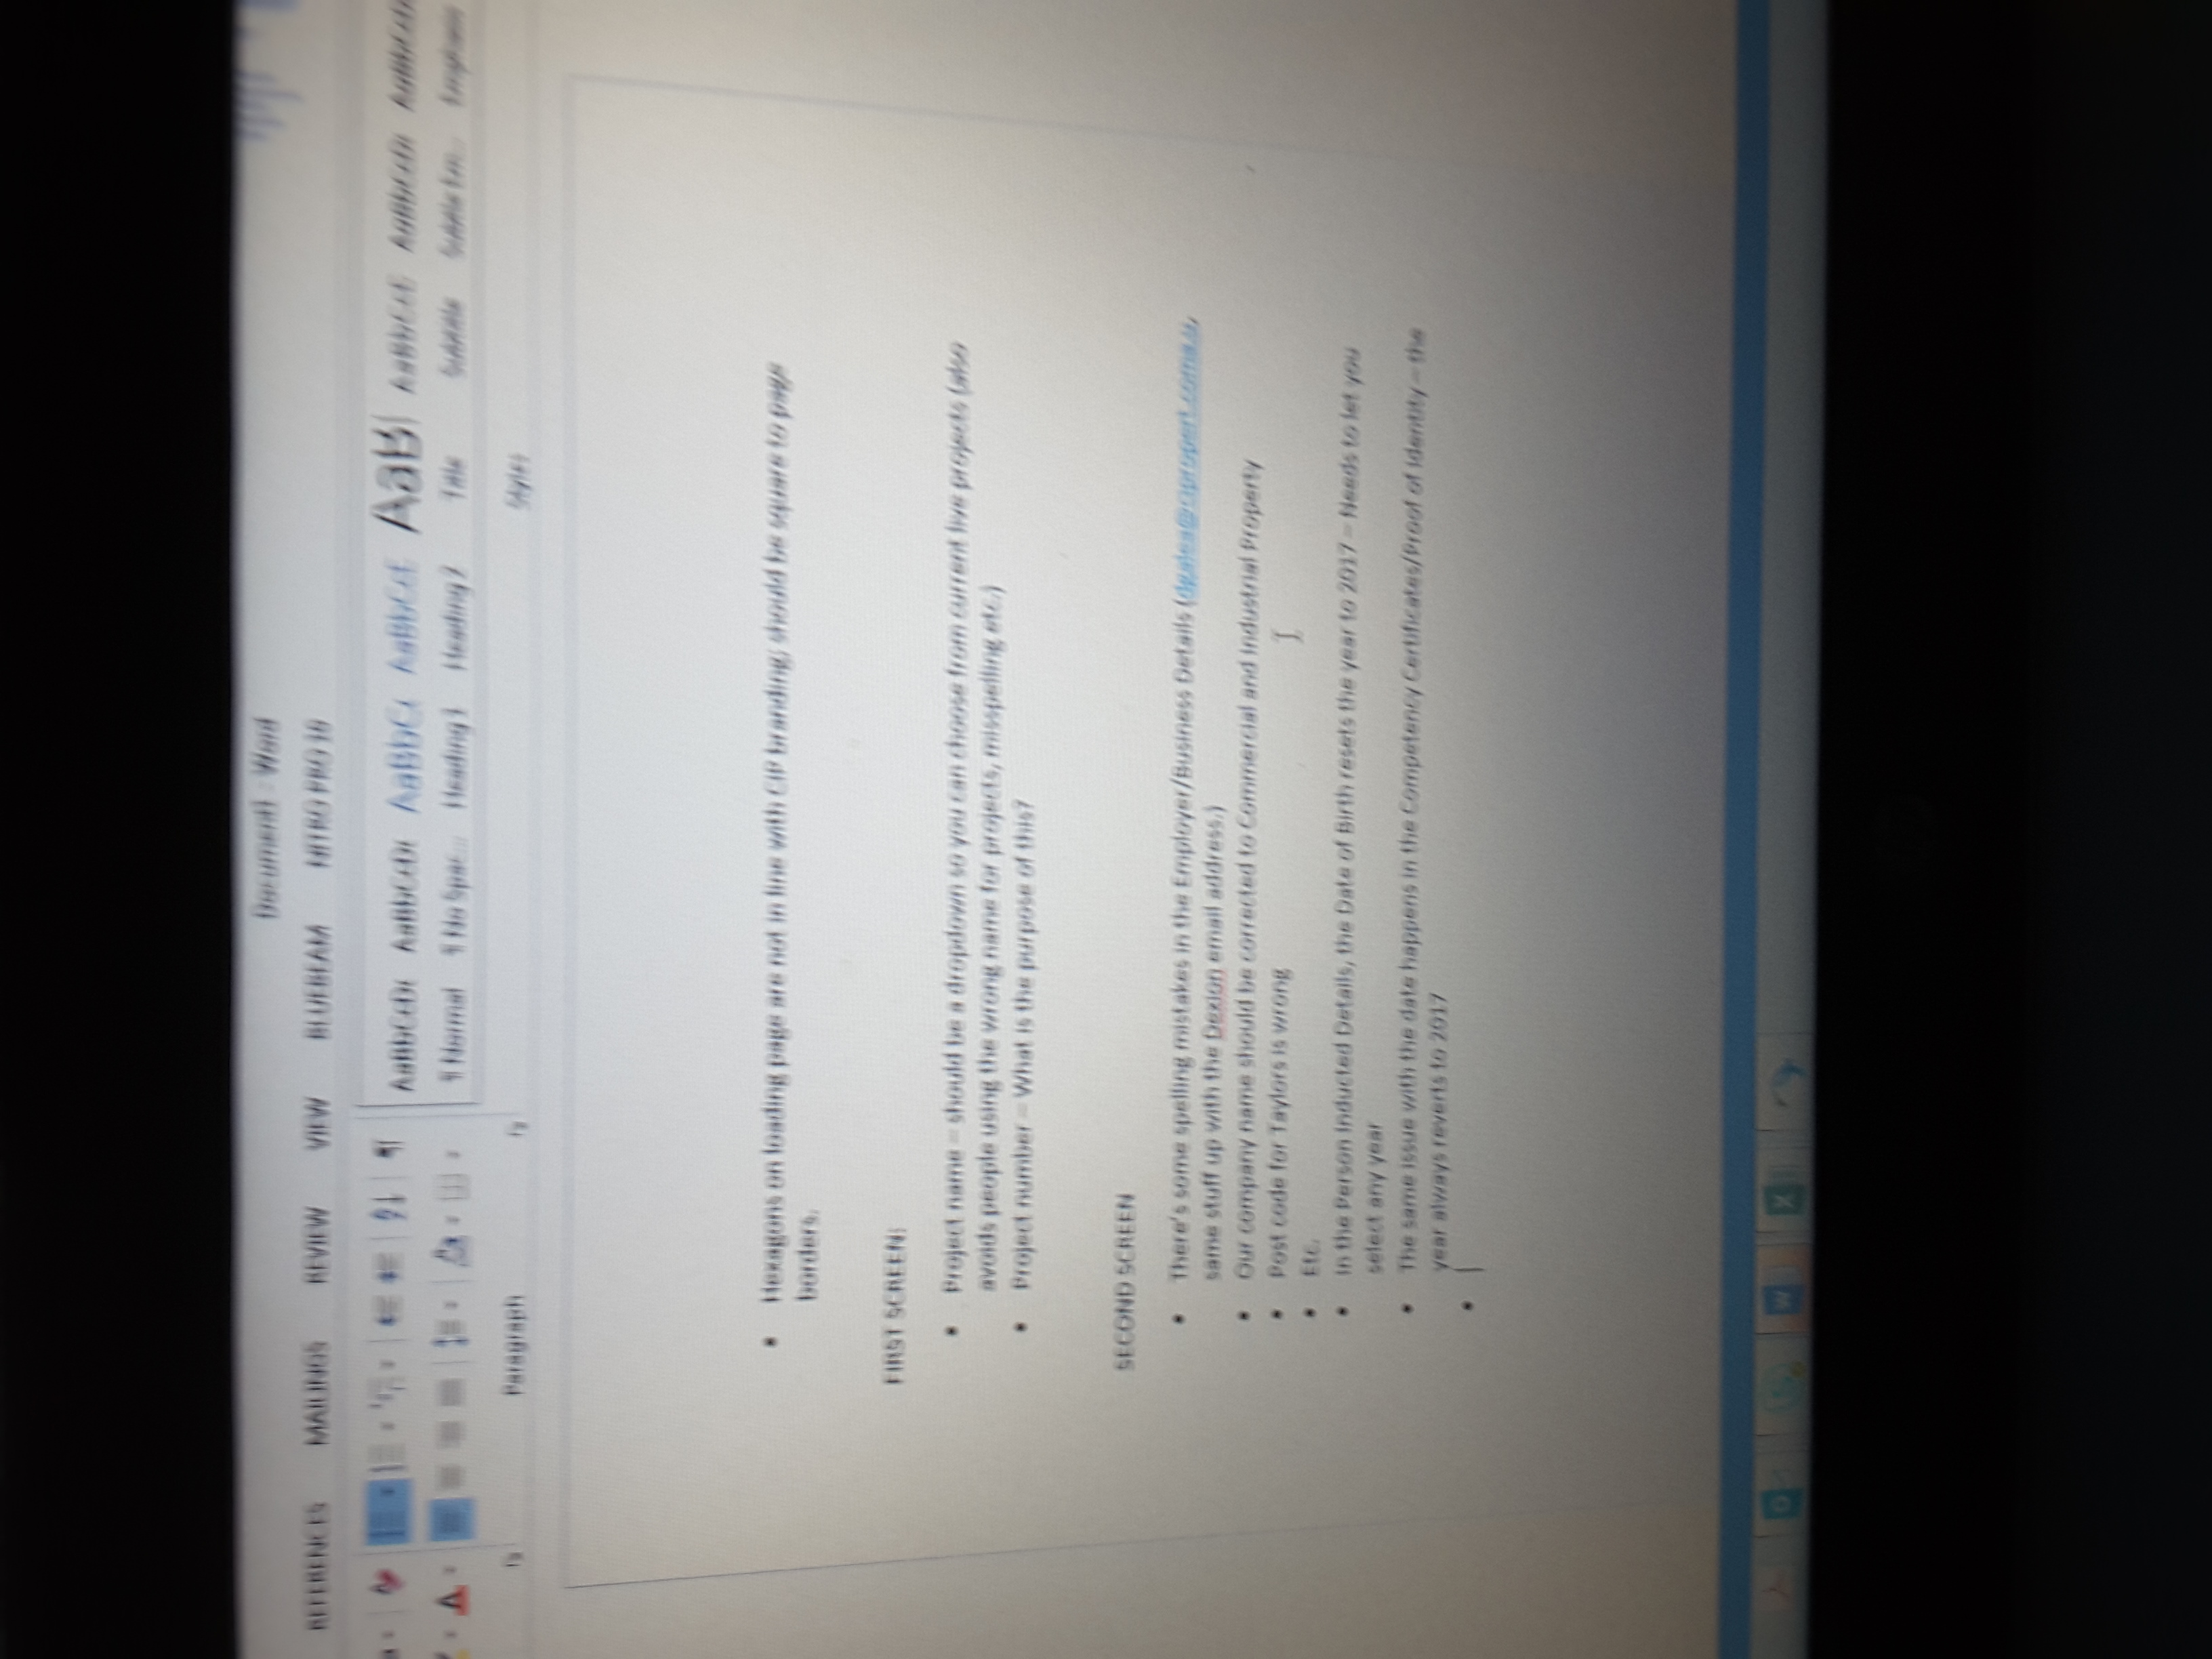 Document1 - Word
REFERENCES MAILINGS REVIEW VIEW BLUEBEAM NITRO PRO 10
AaBbCcDc AaBbCcDc AaBbCc AaBbCcE AaB AaBbCcE AaBbCcDc AaBbCcDc
¶ Normal ¶ No Spac... Heading 1 Heading 2 Title Subtitle Subtle Em... Emphasis
Paragraph Styles
• Hexagons on loading page are not in line with CIP branding; should be square to page
borders.
FIRST SCREEN:
• Project name – should be a dropdown so you can choose from current live projects (also
avoids people using the wrong name for projects, misspelling etc.)
• Project number – What is the purpose of this?
SECOND SCREEN
• There's some spelling mistakes in the Employer/Business Details (dgalea@cipropert.coma.u,
same stuff up with the Dexion email address.)
• Our company name should be corrected to Commercial and Industrial Property
• Post code for Taylors is wrong
• Etc.
• In the Person Inducted Details, the Date of Birth resets the year to 2017 – Needs to let you
select any year
• The same issue with the date happens in the Competency Certificates/Proof of Identity – the
year always reverts to 2017
•